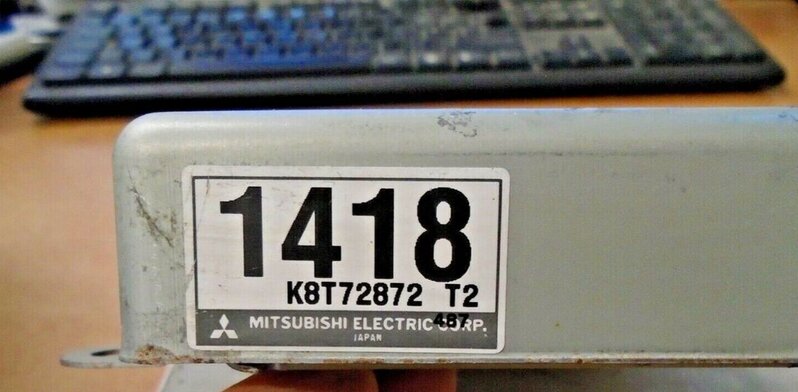 1418
K8T72872 T2
487
MITSUBISHI ELECTRIC CORP.
JAPAN